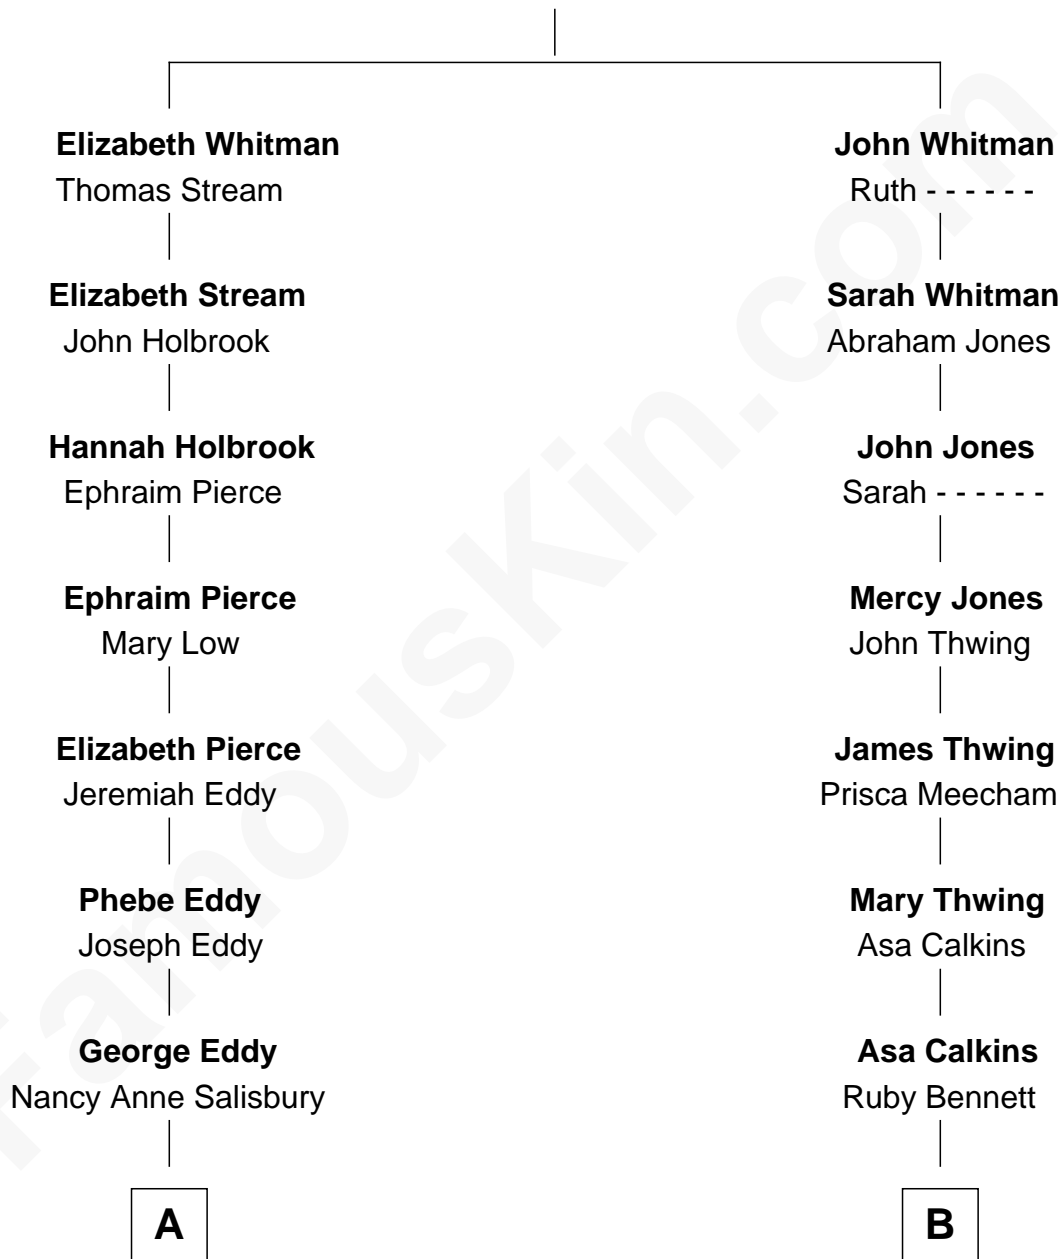 Elizabeth Whitman
Thomas Stream
Elizabeth Stream
John Holbrook
Hannah Holbrook
Ephraim Pierce
Ephraim Pierce
Mary Low
Elizabeth Pierce
Jeremiah Eddy
Phebe Eddy
Joseph Eddy
George Eddy
Nancy Anne Salisbury
A
John Whitman
Ruth - - - - - -
Sarah Whitman
Abraham Jones
John Jones
Sarah - - - - - -
Mercy Jones
John Thwing
James Thwing
Prisca Meecham
Mary Thwing
Asa Calkins
Asa Calkins
Ruby Bennett
B
FamousKin.com